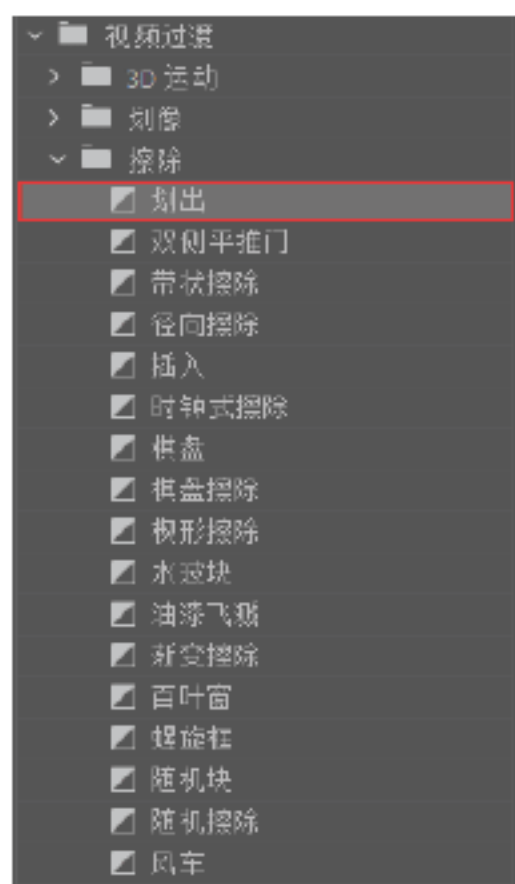 视频过渡
3D 运动
划像
擦除
划出
双侧平推门
带状擦除
径向擦除
插入
时钟式擦除
棋盘
棋盘擦除
楔形擦除
水波块
油漆飞溅
渐变擦除
百叶窗
螺旋框
随机块
随机擦除
风车